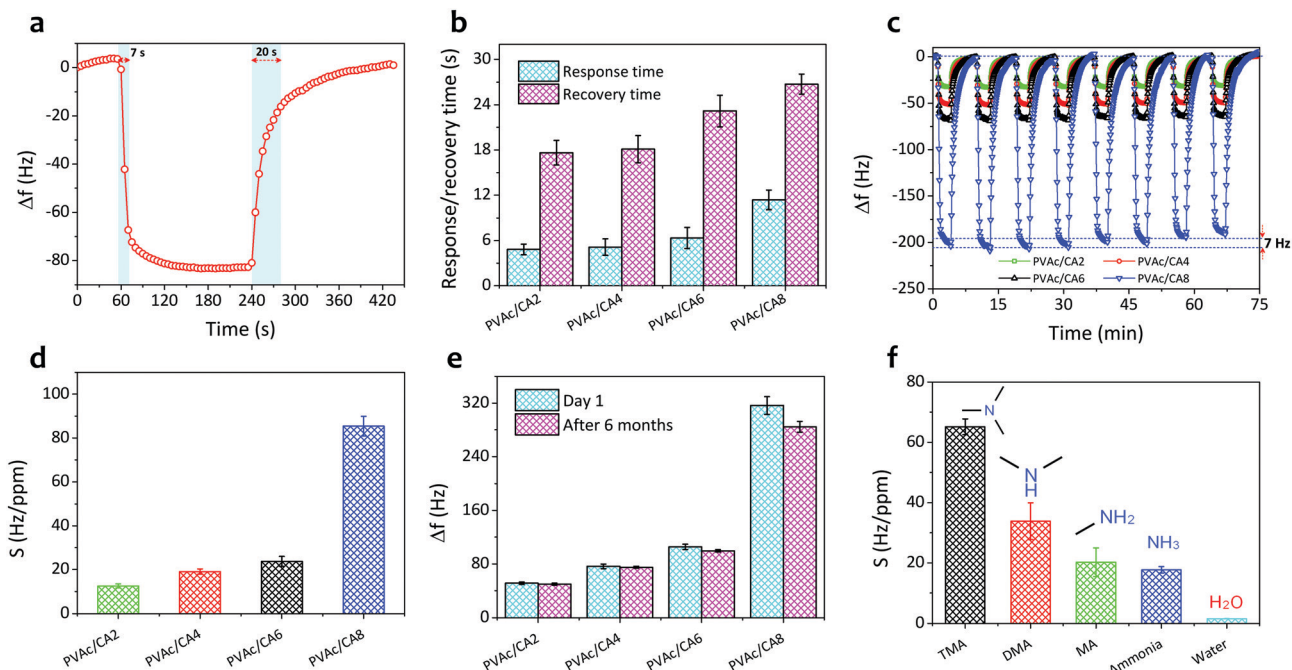 a
7 s
20 s
0
-20
-40
-60
-80
Δf (Hz)
0 60 120 180 240 300 360 420
Time (s)
b
Response time
Recovery time
30
24
18
12
6
0
Response/recovery time (s)
PVAc/CA2
PVAc/CA4
PVAc/CA6
PVAc/CA8
c
0
-50
-100
-150
-200
-250
Δf (Hz)
7 Hz
PVAc/CA2 PVAc/CA4
PVAc/CA6 PVAc/CA8
0 15 30 45 60 75
Time (min)
d
100
80
60
40
20
0
S (Hz/ppm)
PVAc/CA2
PVAc/CA4
PVAc/CA6
PVAc/CA8
e
Day 1
After 6 months
320
240
160
80
0
Δf (Hz)
PVAc/CA2
PVAc/CA4
PVAc/CA6
PVAc/CA8
f
80
60
40
20
0
S (Hz/ppm)
N
N
H
NH₂
NH₃
H₂O
TMA
DMA
MA
Ammonia
Water